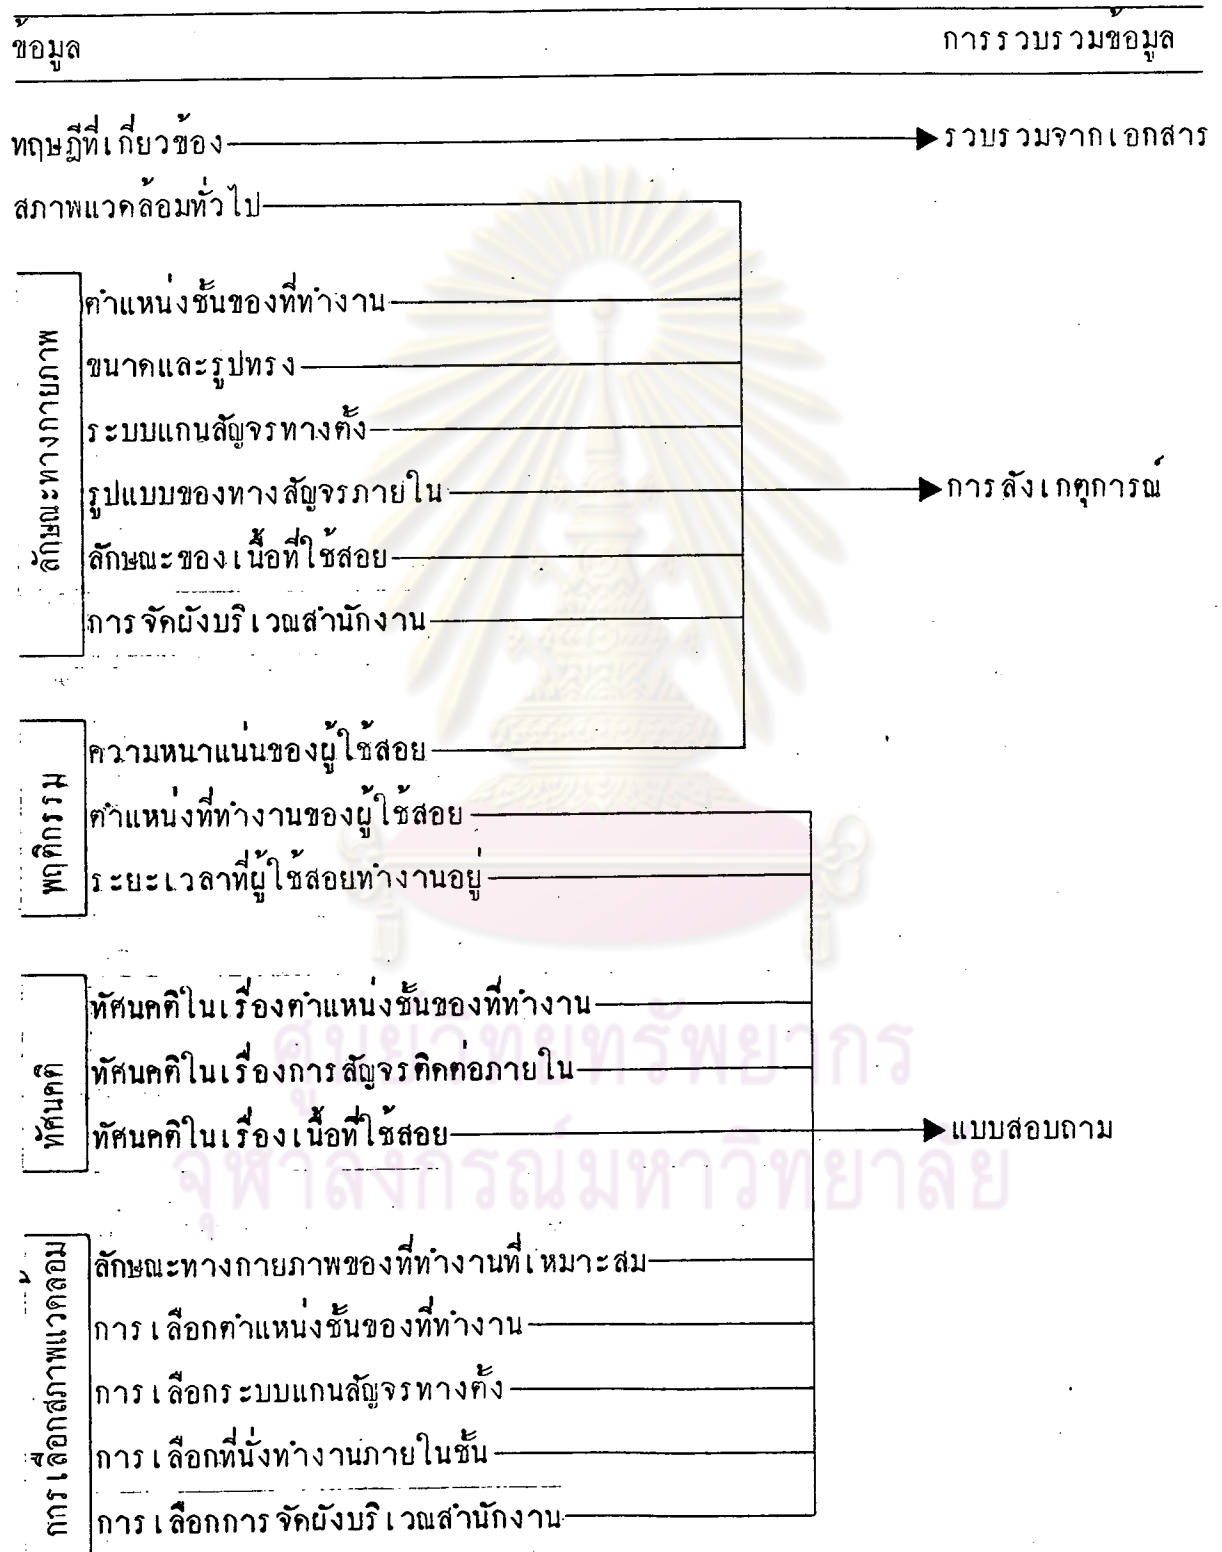 ข้อมูล การรวบรวมข้อมูล
ทฤษฎีที่เกี่ยวข้อง รวบรวมจากเอกสาร
สภาพแวดล้อมทั่วไป
ลักษณะทางกายภาพ
ตำแหน่งชั้นของที่ทำงาน
ขนาดและรูปทรง
ระบบแกนสัญจรทางตั้ง
รูปแบบของทางสัญจรภายใน การสังเกตุการณ์
ลักษณะของเนื้อที่ใช้สอย
การจัดผังบริเวณสำนักงาน
พฤติกรรม
ความหนาแน่นของผู้ใช้สอย
ตำแหน่งที่ทำงานของผู้ใช้สอย
ระยะเวลาที่ผู้ใช้สอยทำงานอยู่
ทัศนคติ
ทัศนคติในเรื่องตำแหน่งชั้นของที่ทำงาน
ทัศนคติในเรื่องการสัญจรติดต่อภายใน
ทัศนคติในเรื่องเนื้อที่ใช้สอย แบบสอบถาม
การเลือกสภาพแวดล้อม
ลักษณะทางกายภาพของที่ทำงานที่เหมาะสม
การเลือกตำแหน่งชั้นของที่ทำงาน
การเลือกระบบแกนสัญจรทางตั้ง
การเลือกที่นั่งทำงานภายในชั้น
การเลือกการจัดผังบริเวณสำนักงาน
ศูนย์วิทยทรัพยากร
จุฬาลงกรณ์มหาวิทยาลัย